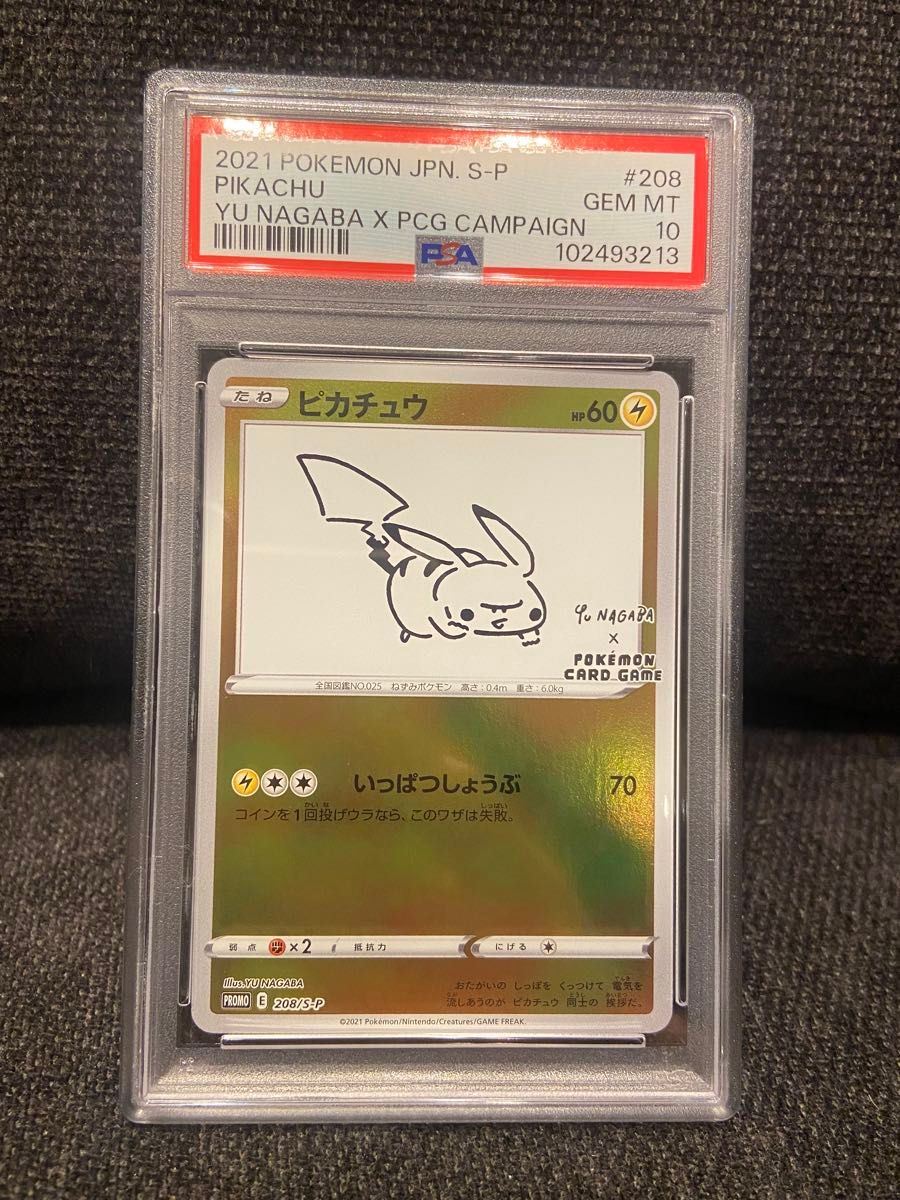 2021 POKEMON JPN. S-P #208
PIKACHU GEM MT
YU NAGABA X PCG CAMPAIGN 10
PSA 102493213
たね ピカチュウ HP60
YU NAGABA
×
POKÉMON
CARD GAME
全国図鑑NO.025 ねずみポケモン 高さ:0.4m 重さ:6.0kg
いっぱつしょうぶ 70
コインを1回投げウラなら、このワザは失敗。
弱点 ×2 抵抗力 にげる
Illus.YU NAGABA
PROMO E 208/S-P
おたがいの しっぽを くっつけて 電気を
流しあうのが ピカチュウ 同士の 挨拶だ。
©2021 Pokémon/Nintendo/Creatures/GAME FREAK.